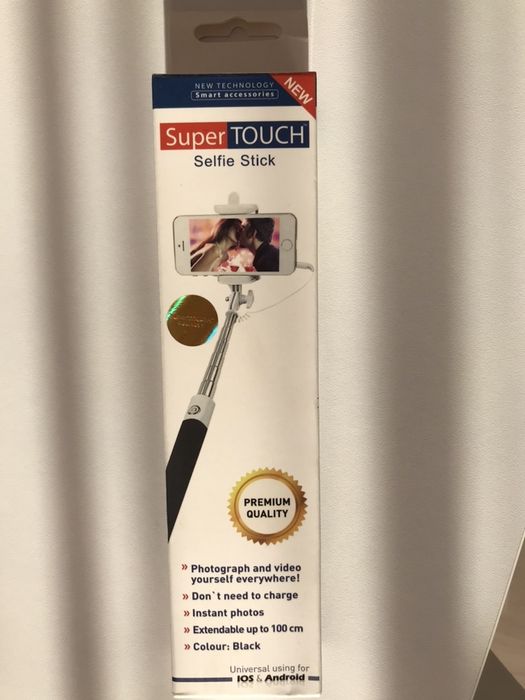 NEW TECHNOLOGY
Smart accessories
NEW
Super TOUCH™
Selfie Stick
PREMIUM
QUALITY
» Photograph and video
yourself everywhere!
» Don`t need to charge
» Instant photos
» Extendable up to 100 cm
» Colour: Black
Universal using for
IOS & Android